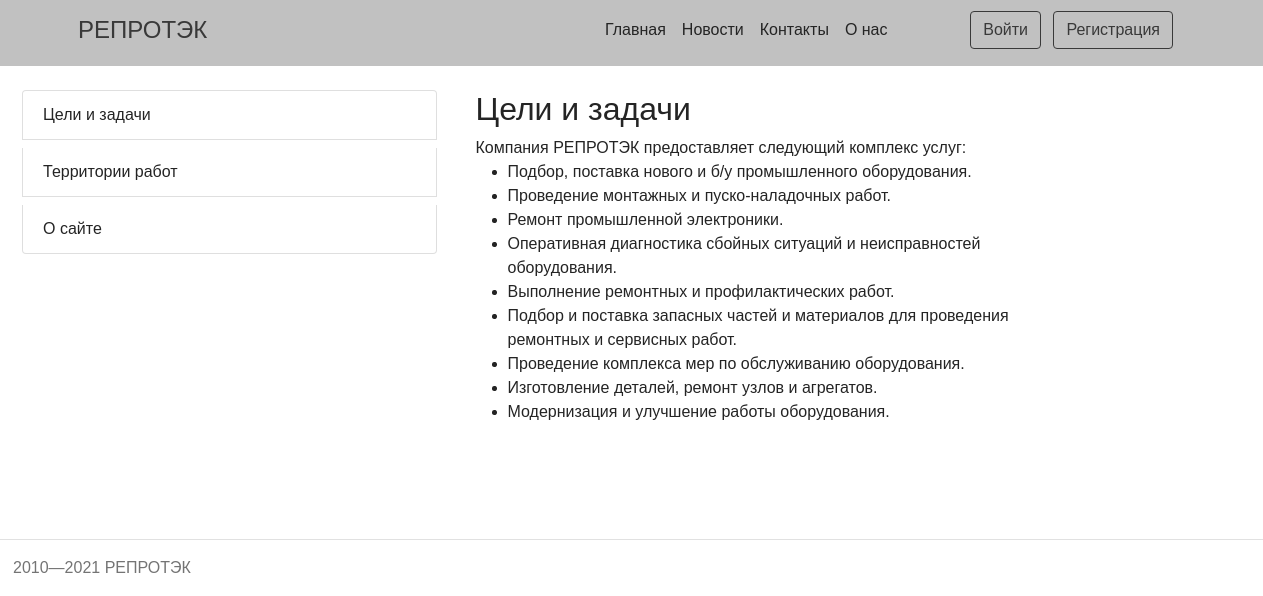 РЕПРОТЭК
Главная Новости Контакты О нас
Войти Регистрация
Цели и задачи
Территории работ
О сайте
Цели и задачи
Компания РЕПРОТЭК предоставляет следующий комплекс услуг:
• Подбор, поставка нового и б/у промышленного оборудования.
• Проведение монтажных и пуско-наладочных работ.
• Ремонт промышленной электроники.
• Оперативная диагностика сбойных ситуаций и неисправностей
оборудования.
• Выполнение ремонтных и профилактических работ.
• Подбор и поставка запасных частей и материалов для проведения
ремонтных и сервисных работ.
• Проведение комплекса мер по обслуживанию оборудования.
• Изготовление деталей, ремонт узлов и агрегатов.
• Модернизация и улучшение работы оборудования.
2010—2021 РЕПРОТЭК